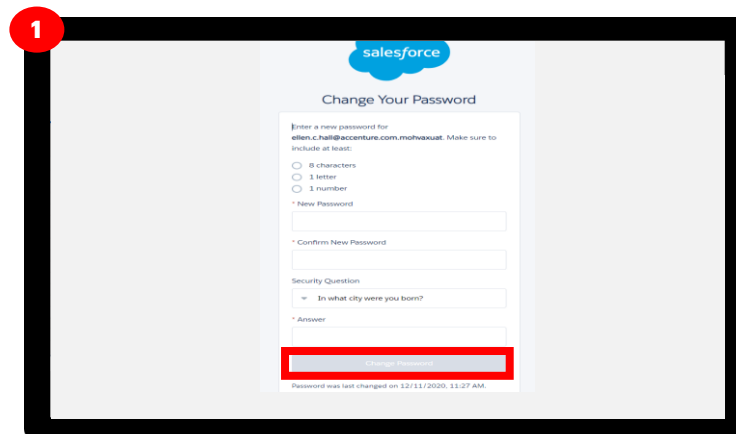 1
salesforce
Change Your Password
Enter a new password for
ellen.c.hall@accenture.com.mohvaxuat. Make sure to
include at least:
8 characters
1 letter
1 number
* New Password
* Confirm New Password
Security Question
In what city were you born?
* Answer
Change Password
Password was last changed on 12/11/2020, 11:27 AM.